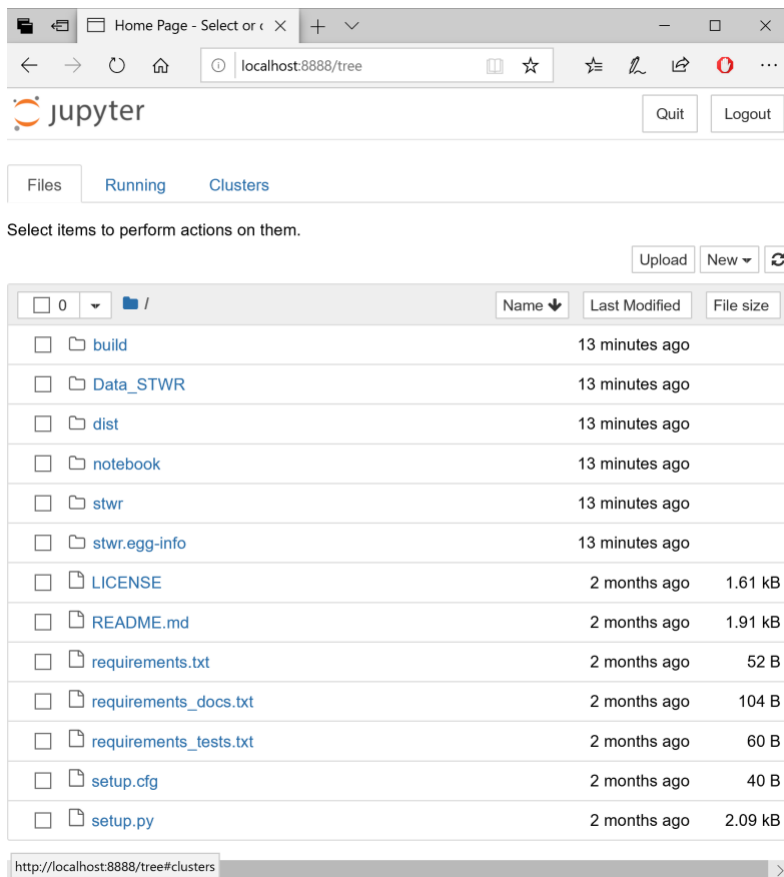 Home Page - Select or c
localhost:8888/tree
jupyter
Quit
Logout
Files
Running
Clusters
Select items to perform actions on them.
Upload
New
0
/
Name
Last Modified
File size
build 13 minutes ago
Data_STWR 13 minutes ago
dist 13 minutes ago
notebook 13 minutes ago
stwr 13 minutes ago
stwr.egg-info 13 minutes ago
LICENSE 2 months ago 1.61 kB
README.md 2 months ago 1.91 kB
requirements.txt 2 months ago 52 B
requirements_docs.txt 2 months ago 104 B
requirements_tests.txt 2 months ago 60 B
setup.cfg 2 months ago 40 B
setup.py 2 months ago 2.09 kB
http://localhost:8888/tree#clusters